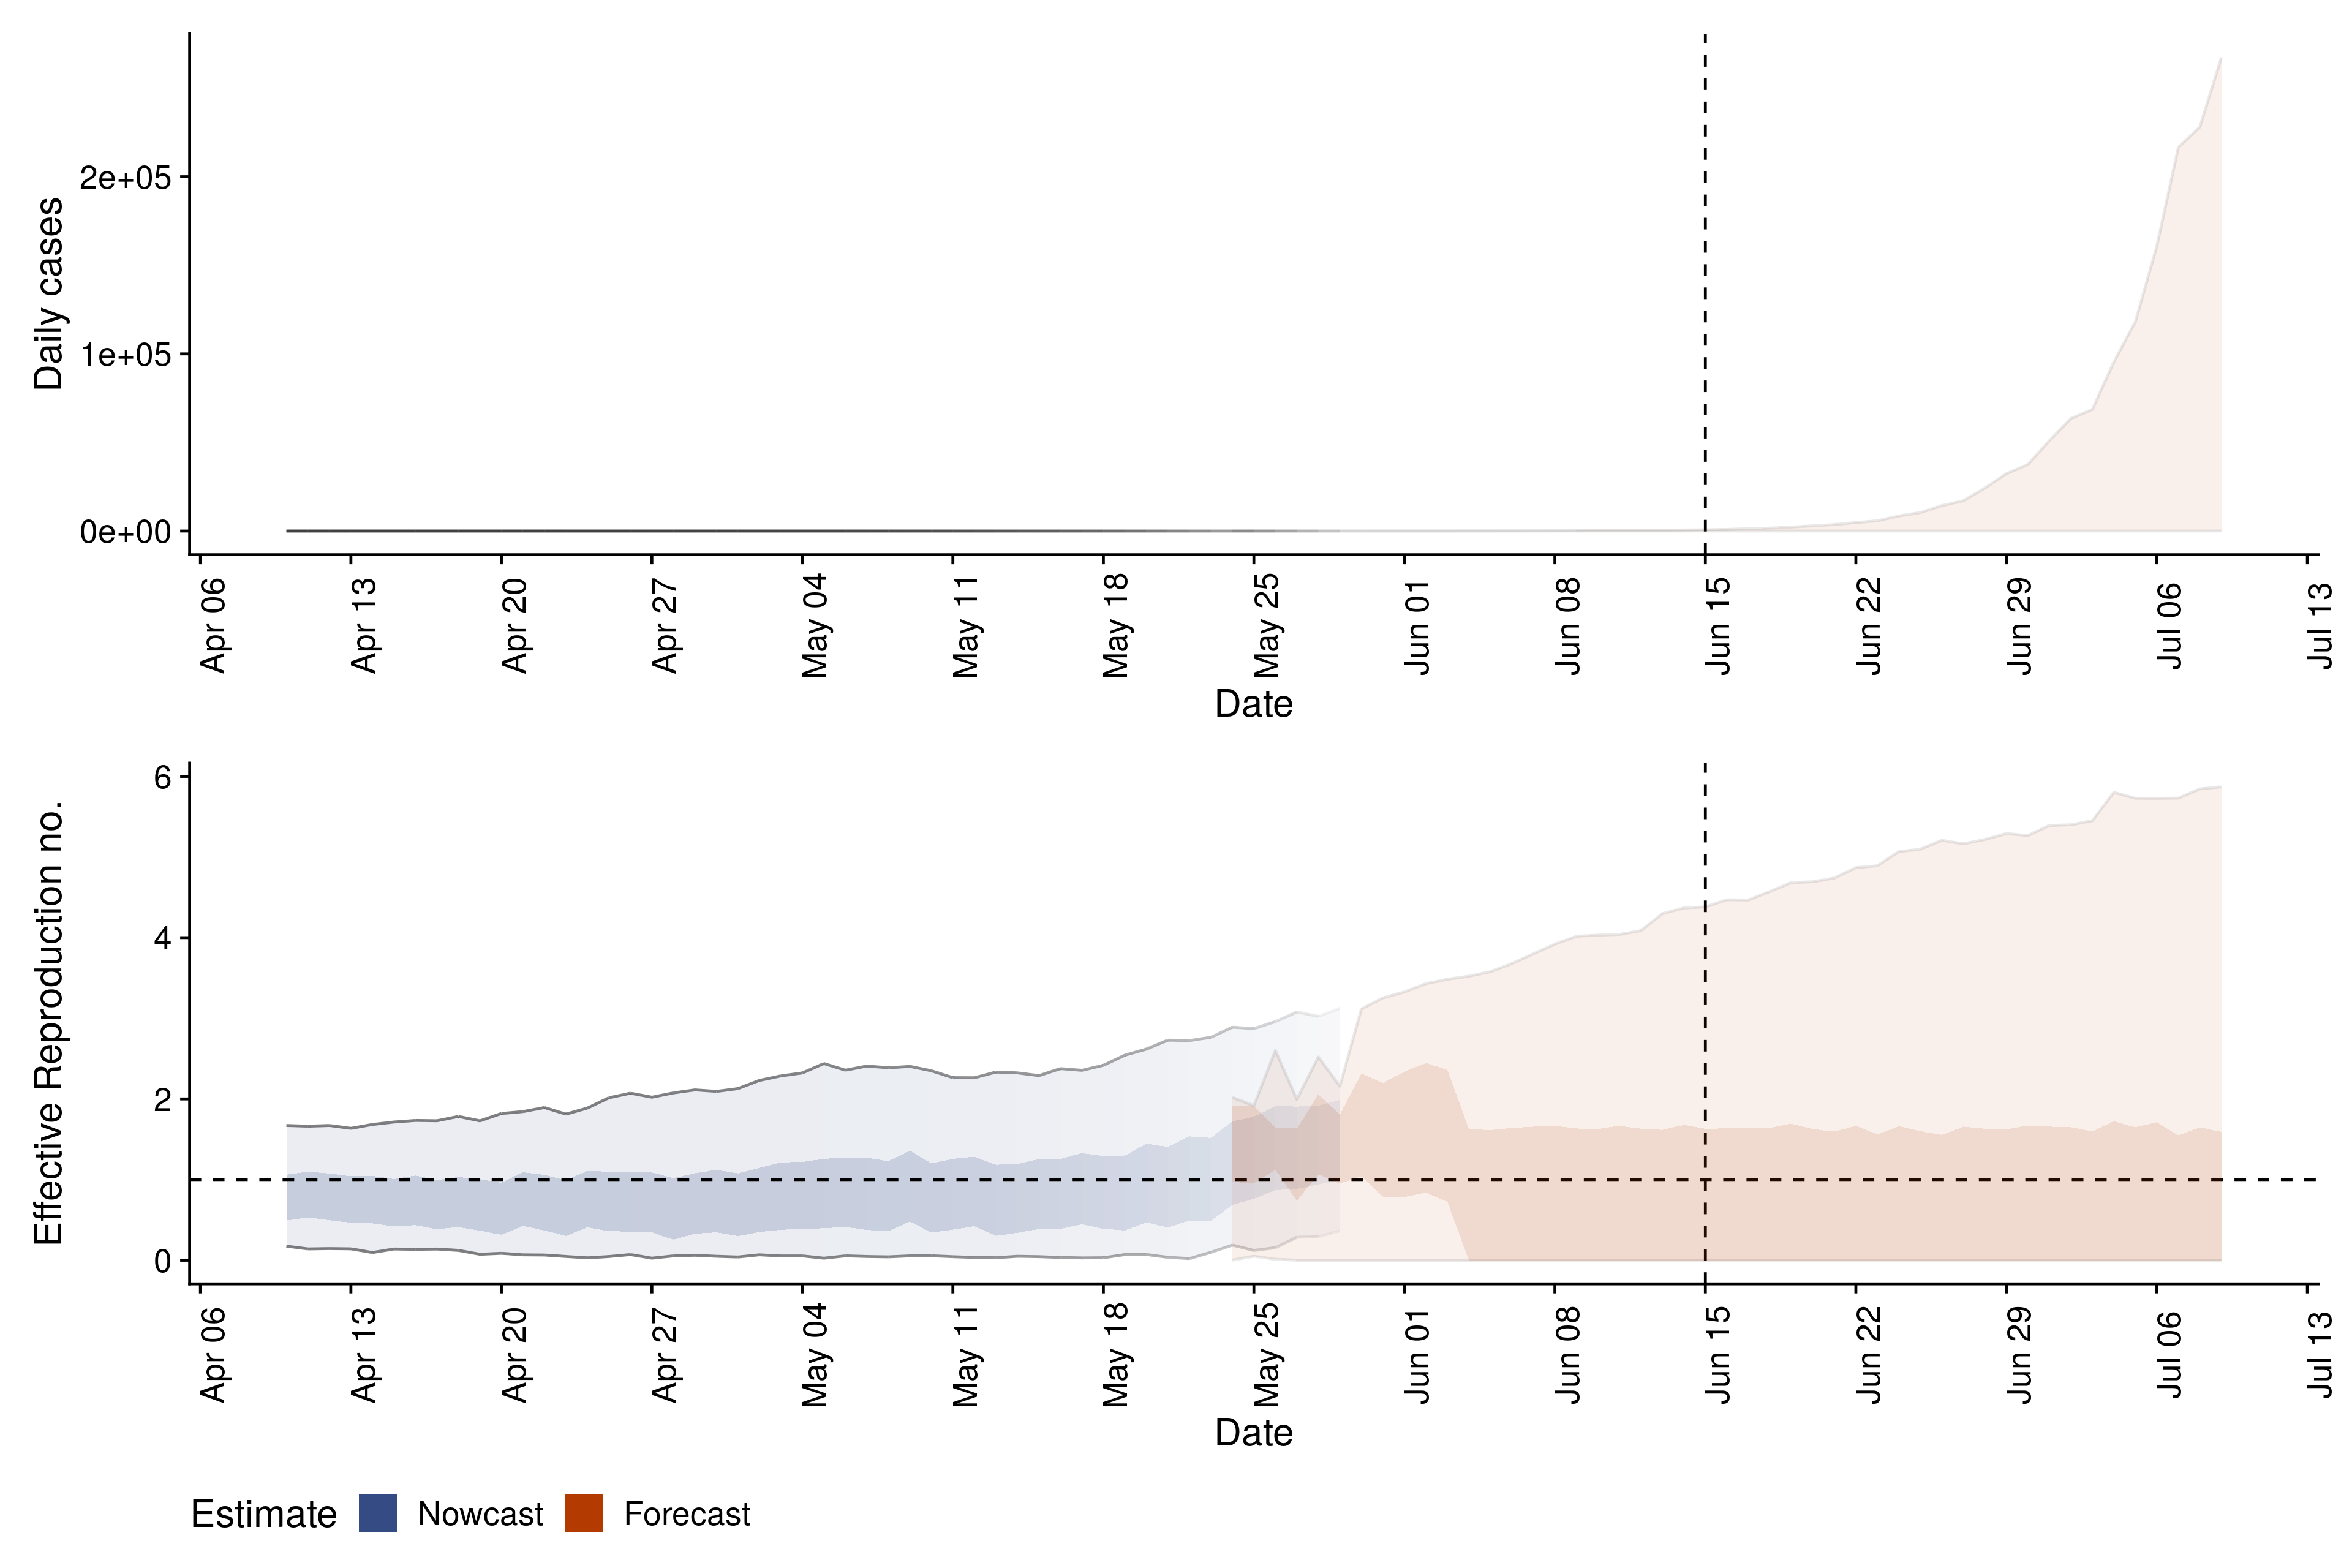 Daily cases
2e+05
1e+05
0e+00
Apr 06 Apr 13 Apr 20 Apr 27 May 04 May 11 May 18 May 25 Jun 01 Jun 08 Jun 15 Jun 22 Jun 29 Jul 06 Jul 13
Date
Effective Reproduction no.
6
4
2
0
Apr 06 Apr 13 Apr 20 Apr 27 May 04 May 11 May 18 May 25 Jun 01 Jun 08 Jun 15 Jun 22 Jun 29 Jul 06 Jul 13
Date
Estimate Nowcast Forecast